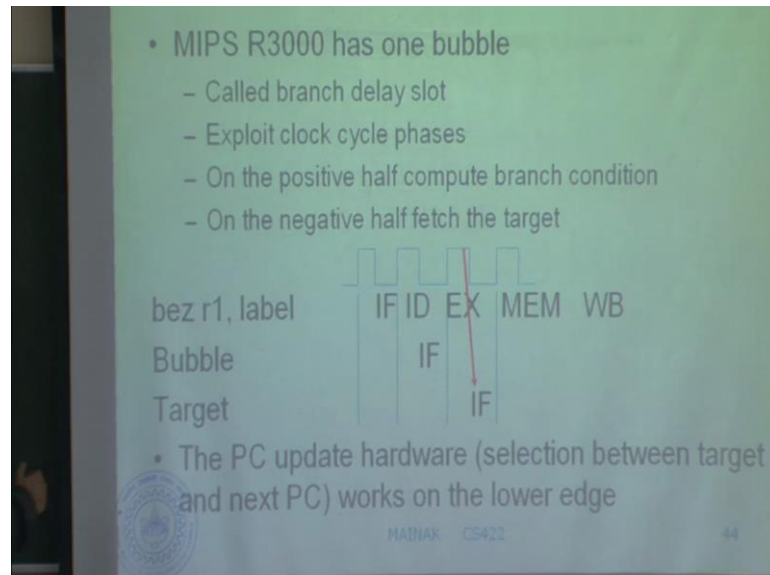 • MIPS R3000 has one bubble
– Called branch delay slot
– Exploit clock cycle phases
– On the positive half compute branch condition
– On the negative half fetch the target
bez r1, label IF ID EX MEM WB
Bubble IF
Target IF
• The PC update hardware (selection between target
and next PC) works on the lower edge
MAINAK CS422 44